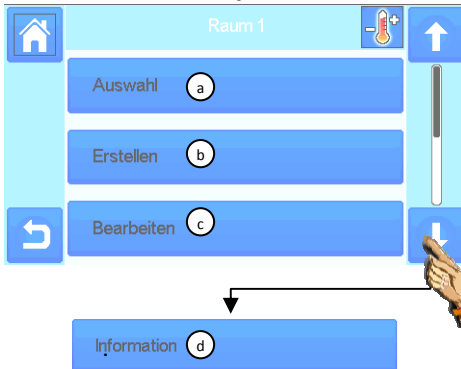 Raum 1
Auswahl a
Erstellen b
Bearbeiten c
Information d